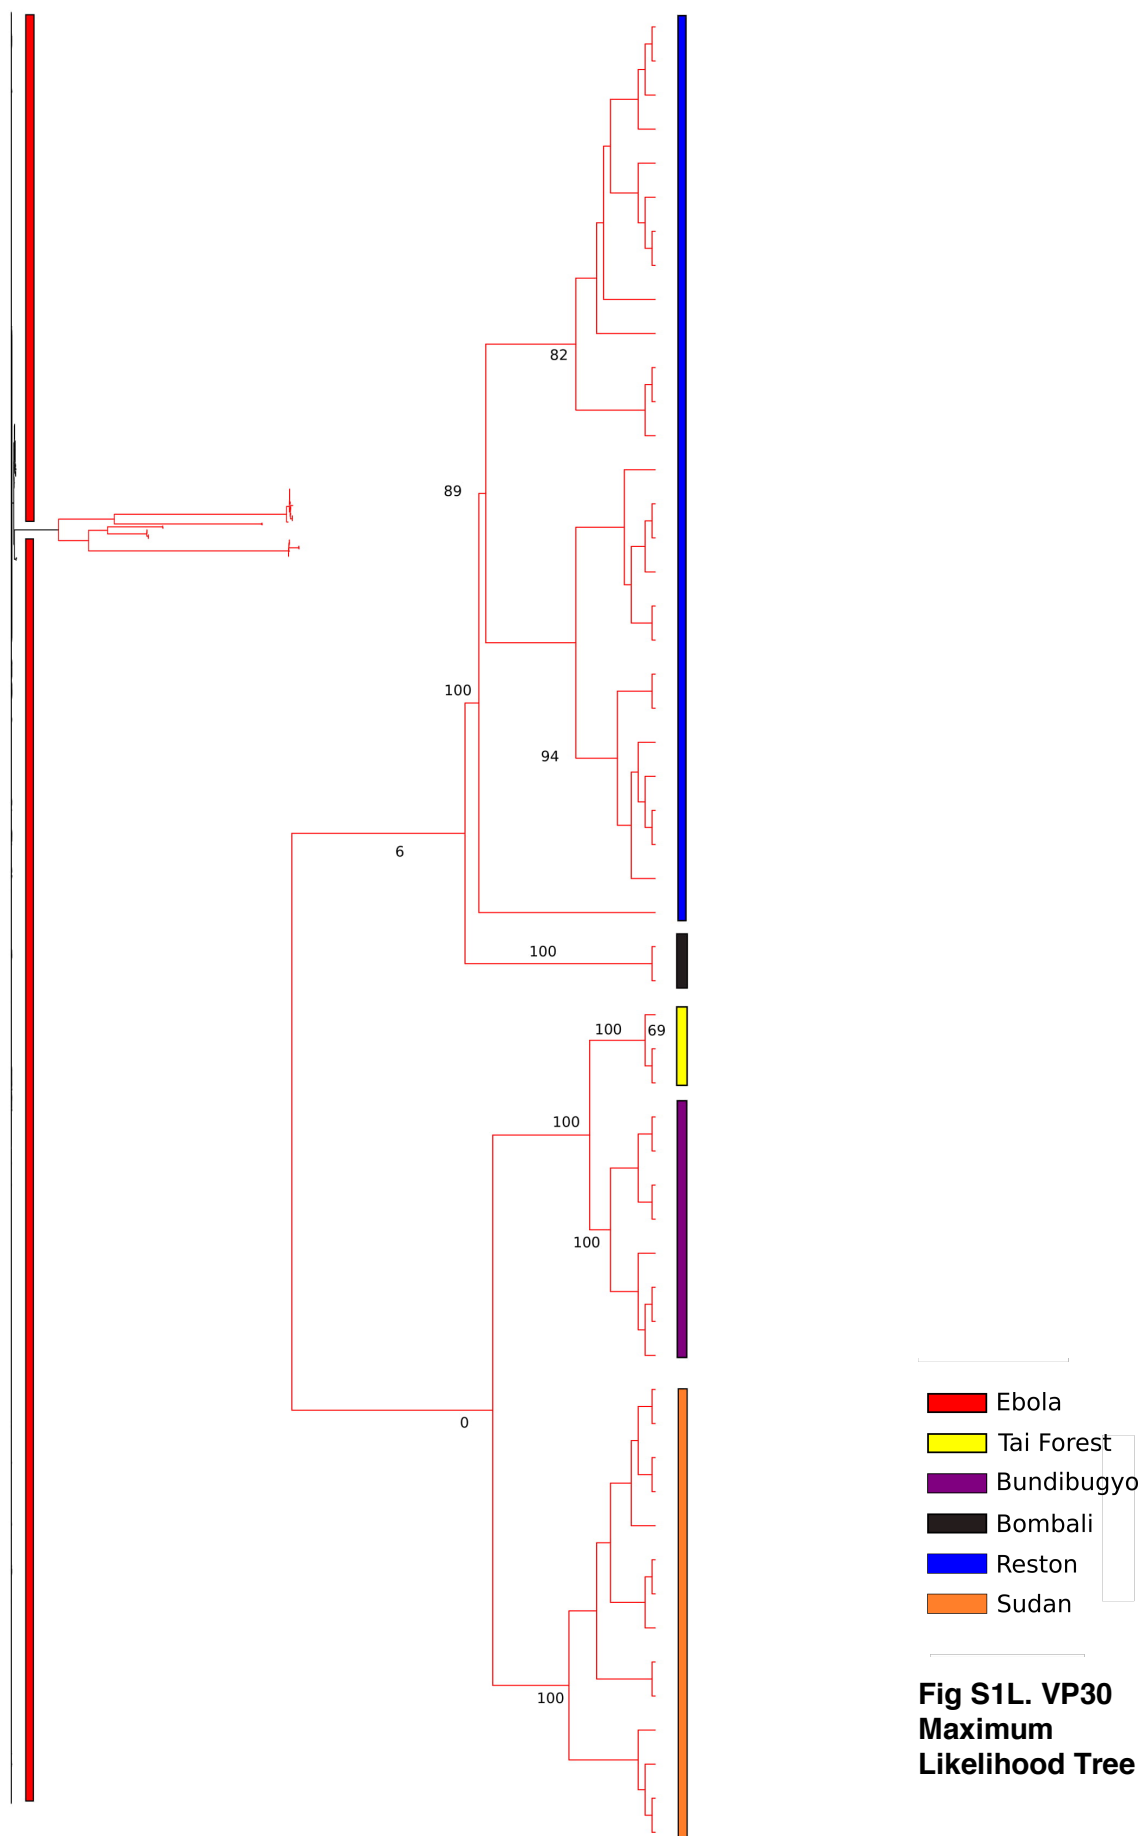 82
89
100
94
6
100
100
69
100
100
0
100
Ebola
Tai Forest
Bundibugyo
Bombali
Reston
Sudan
Fig S1L. VP30
Maximum
Likelihood Tree